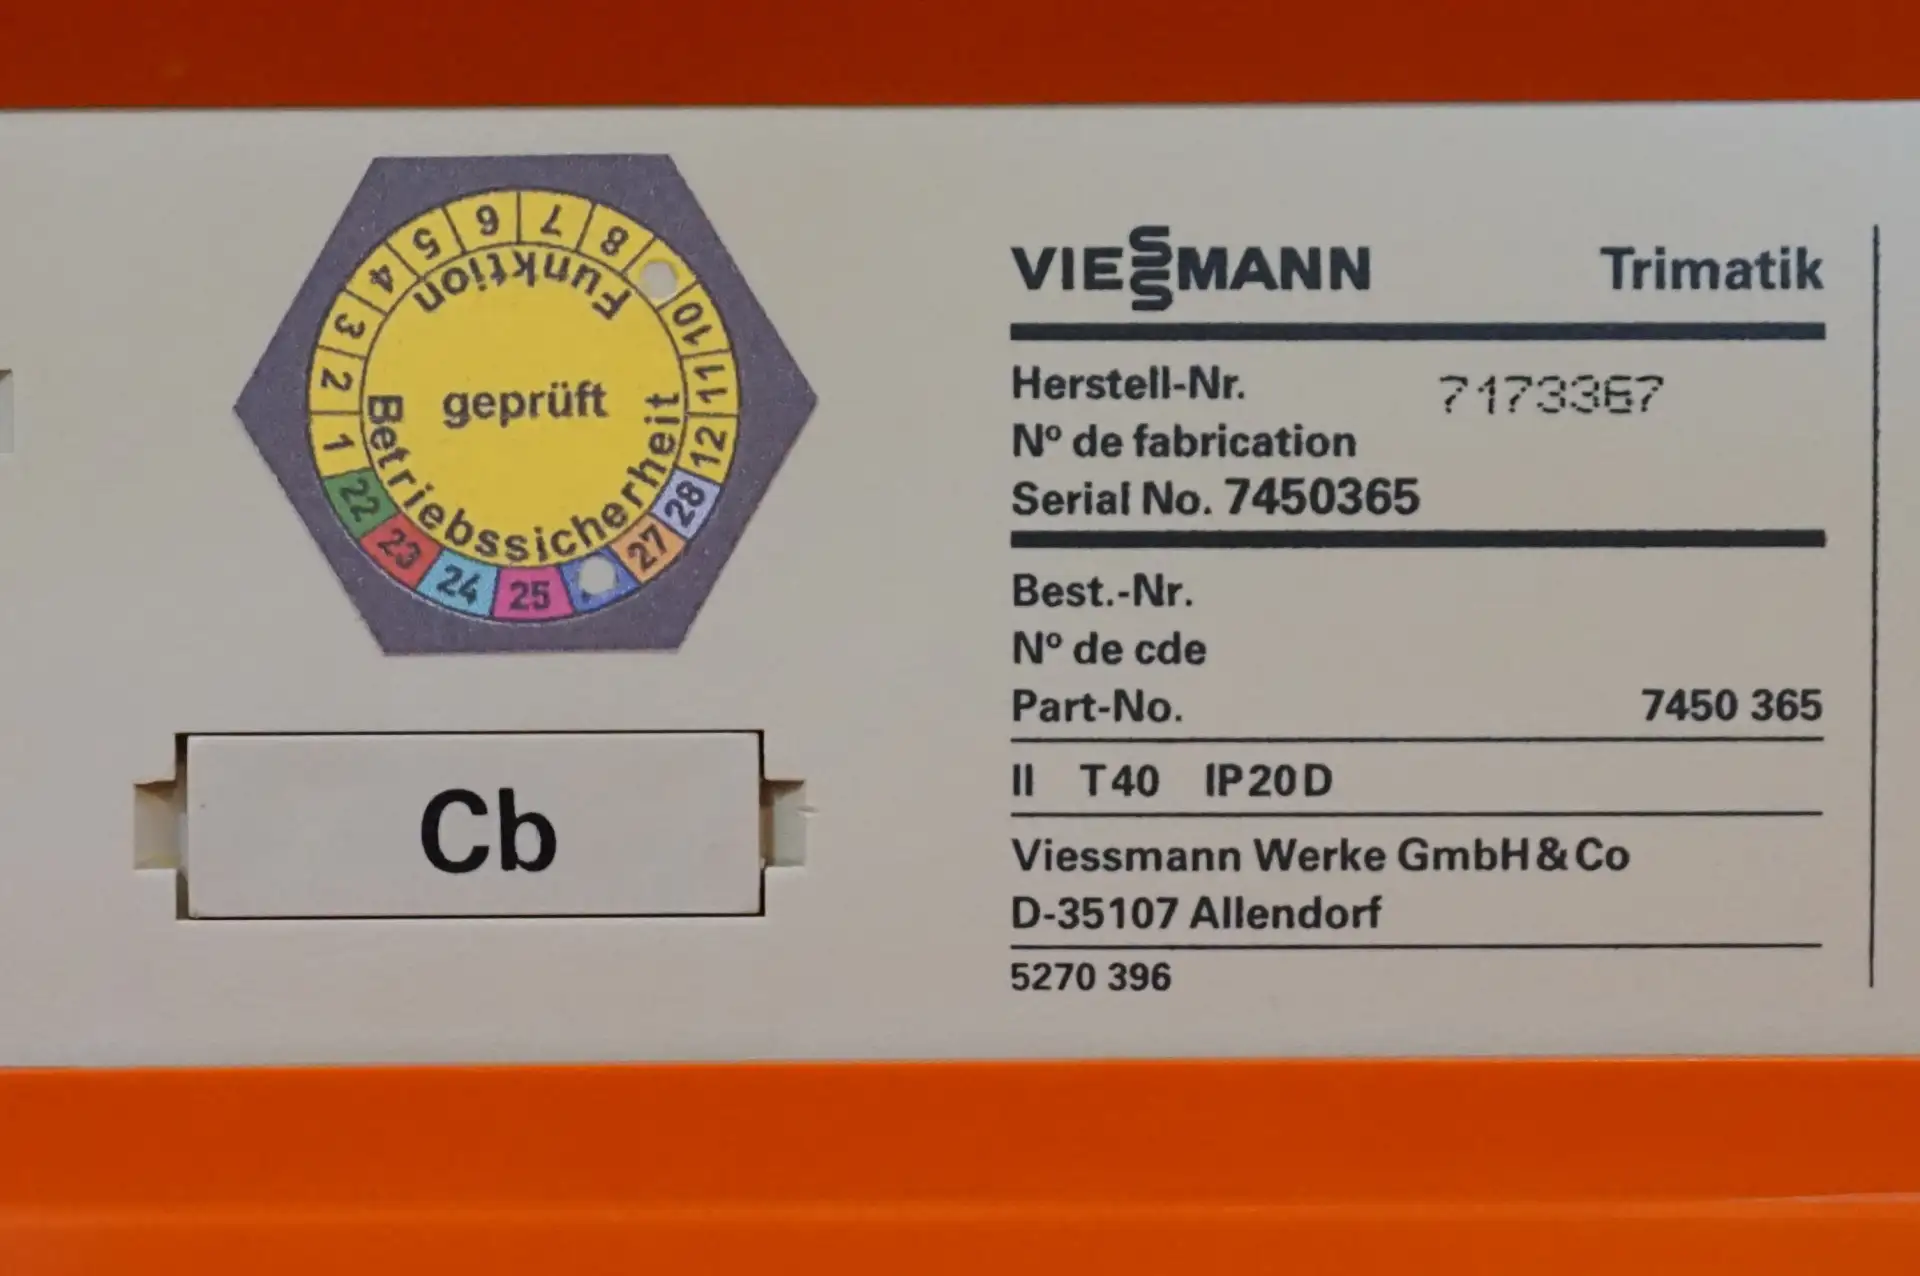 Funktion
geprüft
Betriebssicherheit
1 2 3 4 5 6 7 8 10 11 12
22 23 24 25 27 28
Cb
VIESSMANN Trimatik
Herstell-Nr. 7173367
Nº de fabrication
Serial No. 7450365
Best.-Nr.
Nº de cde
Part-No. 7450 365
II T40 IP20D
Viessmann Werke GmbH&Co
D-35107 Allendorf
5270 396